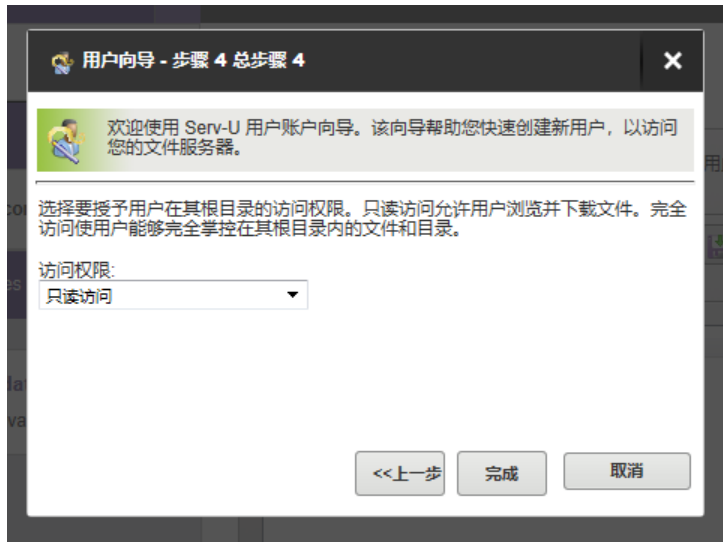 用户向导 - 步骤 4 总步骤 4
欢迎使用 Serv-U 用户账户向导。该向导帮助您快速创建新用户，以访问
您的文件服务器。
选择要授予用户在其根目录的访问权限。只读访问允许用户浏览并下载文件。完全
访问使用户能够完全掌控在其根目录内的文件和目录。
访问权限:
只读访问
<<上一步 完成 取消